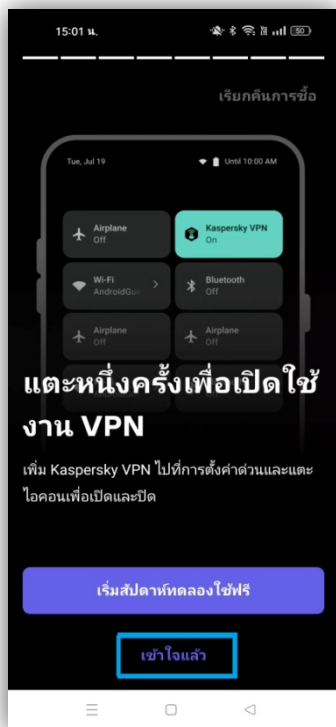 15:01 น.
50
เรียกคืนการซื้อ
Tue, Jul 19
Until 10:00 AM
Airplane
Off
Kaspersky VPN
On
Wi-Fi
AndroidGu
Bluetooth
Off
Airplane
Off
Airplane
Off
แตะหนึ่งครั้งเพื่อเปิดใช้
งาน VPN
เพิ่ม Kaspersky VPN ไปที่การตั้งค่าด่วนและแตะ
ไอคอนเพื่อเปิดและปิด
เริ่มสัปดาห์ทดลองใช้ฟรี
เข้าใจแล้ว